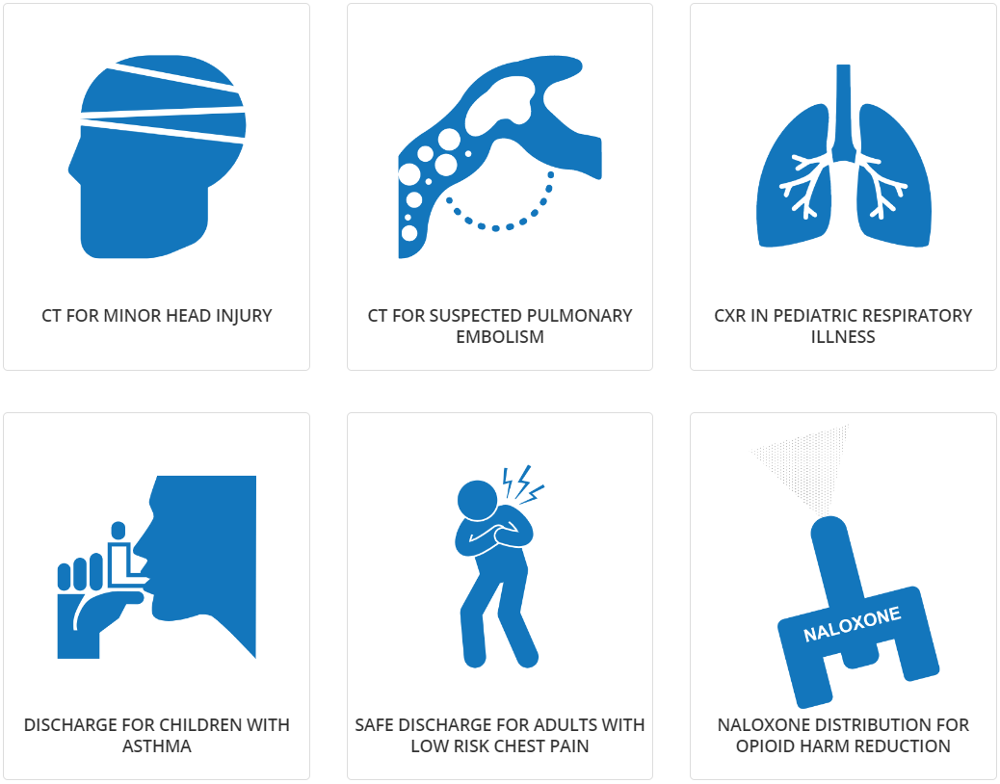 CT FOR MINOR HEAD INJURY
CT FOR SUSPECTED PULMONARY
EMBOLISM
CXR IN PEDIATRIC RESPIRATORY
ILLNESS
DISCHARGE FOR CHILDREN WITH
ASTHMA
SAFE DISCHARGE FOR ADULTS WITH
LOW RISK CHEST PAIN
NALOXONE
NALOXONE DISTRIBUTION FOR
OPIOID HARM REDUCTION